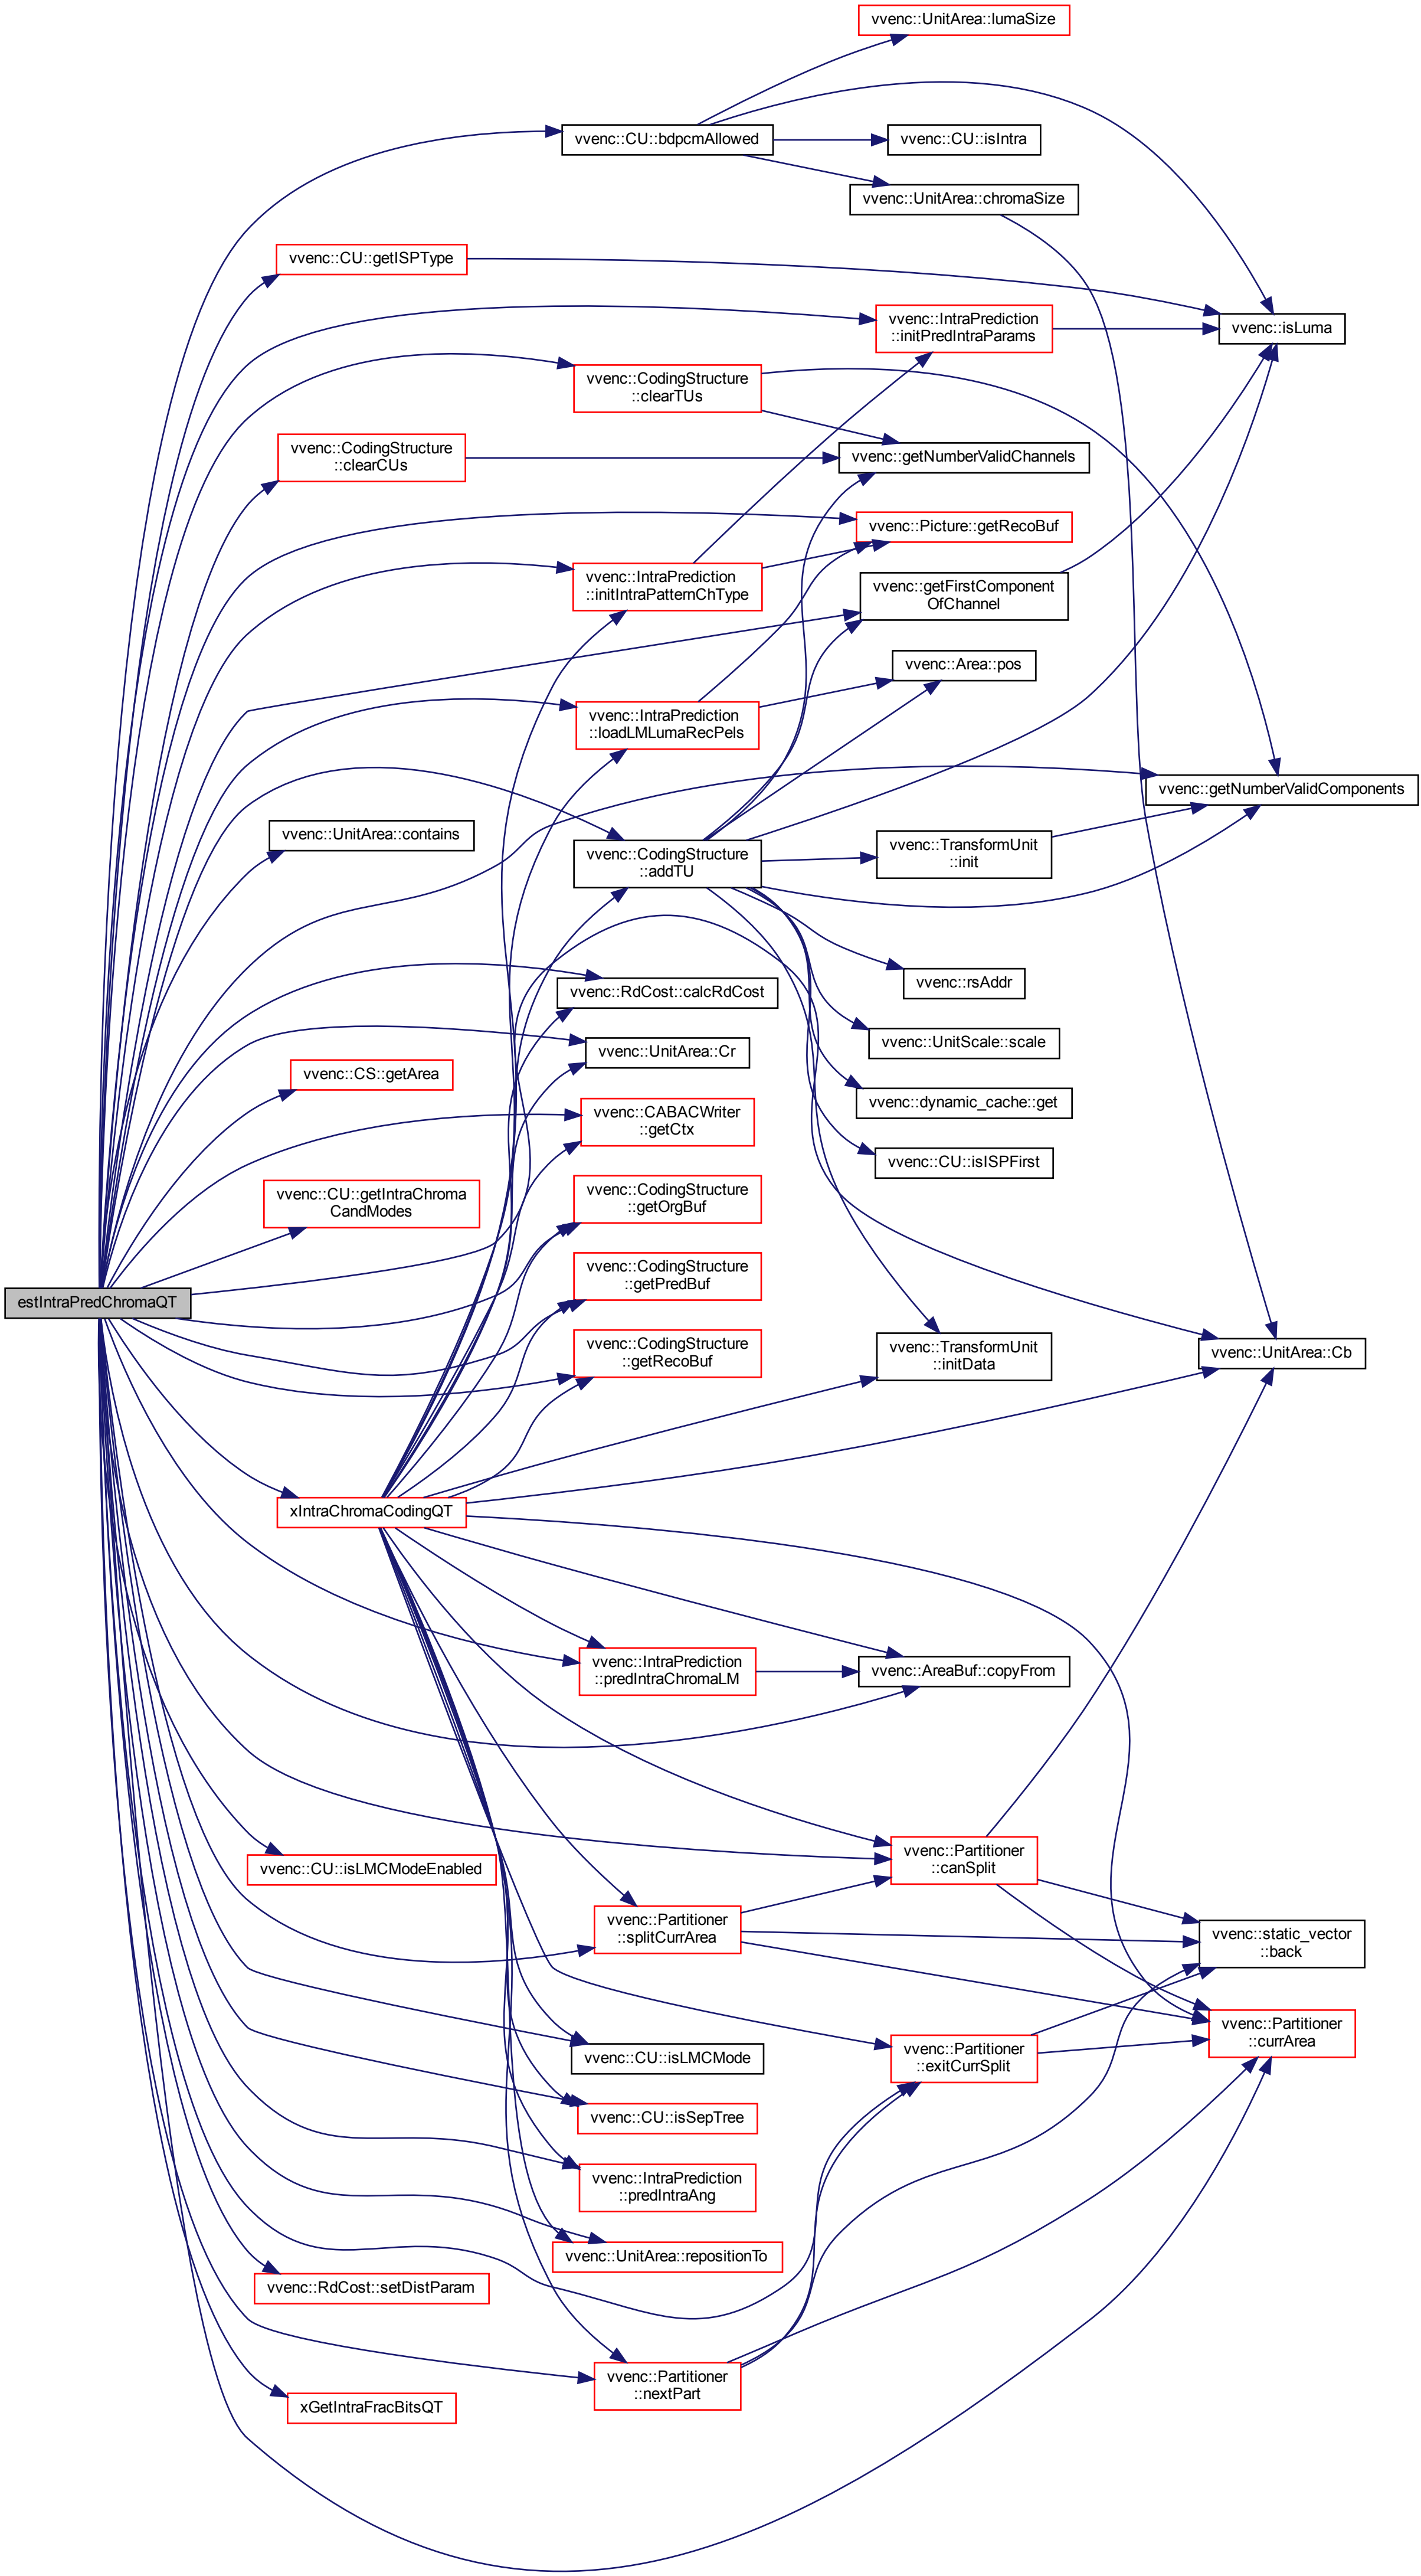 vvenc::UnitArea::lumaSize
vvenc::CU::bdpcmAllowed
vvenc::CU::isIntra
vvenc::UnitArea::chromaSize
vvenc::CU::getISPType
vvenc::IntraPrediction
::initPredIntraParams
vvenc::isLuma
vvenc::CodingStructure
::clearTUs
vvenc::CodingStructure
::clearCUs
vvenc::getNumberValidChannels
vvenc::Picture::getRecoBuf
vvenc::IntraPrediction
::initIntraPatternChType
vvenc::getFirstComponent
OfChannel
vvenc::Area::pos
vvenc::IntraPrediction
::loadLMLumaRecPels
vvenc::getNumberValidComponents
vvenc::UnitArea::contains
vvenc::CodingStructure
::addTU
vvenc::TransformUnit
::init
vvenc::rsAddr
vvenc::RdCost::calcRdCost
vvenc::UnitScale::scale
vvenc::UnitArea::Cr
vvenc::CS::getArea
vvenc::dynamic_cache::get
vvenc::CABACWriter
::getCtx
vvenc::CU::isISPFirst
vvenc::CU::getIntraChroma
CandModes
vvenc::CodingStructure
::getOrgBuf
vvenc::CodingStructure
::getPredBuf
estIntraPredChromaQT
vvenc::CodingStructure
::getRecoBuf
vvenc::TransformUnit
::initData
vvenc::UnitArea::Cb
xIntraChromaCodingQT
vvenc::IntraPrediction
::predIntraChromaLM
vvenc::AreaBuf::copyFrom
vvenc::Partitioner
::canSplit
vvenc::CU::isLMCModeEnabled
vvenc::Partitioner
::splitCurrArea
vvenc::static_vector
::back
vvenc::Partitioner
::currArea
vvenc::Partitioner
::exitCurrSplit
vvenc::CU::isLMCMode
vvenc::CU::isSepTree
vvenc::IntraPrediction
::predIntraAng
vvenc::UnitArea::repositionTo
vvenc::RdCost::setDistParam
vvenc::Partitioner
::nextPart
xGetIntraFracBitsQT